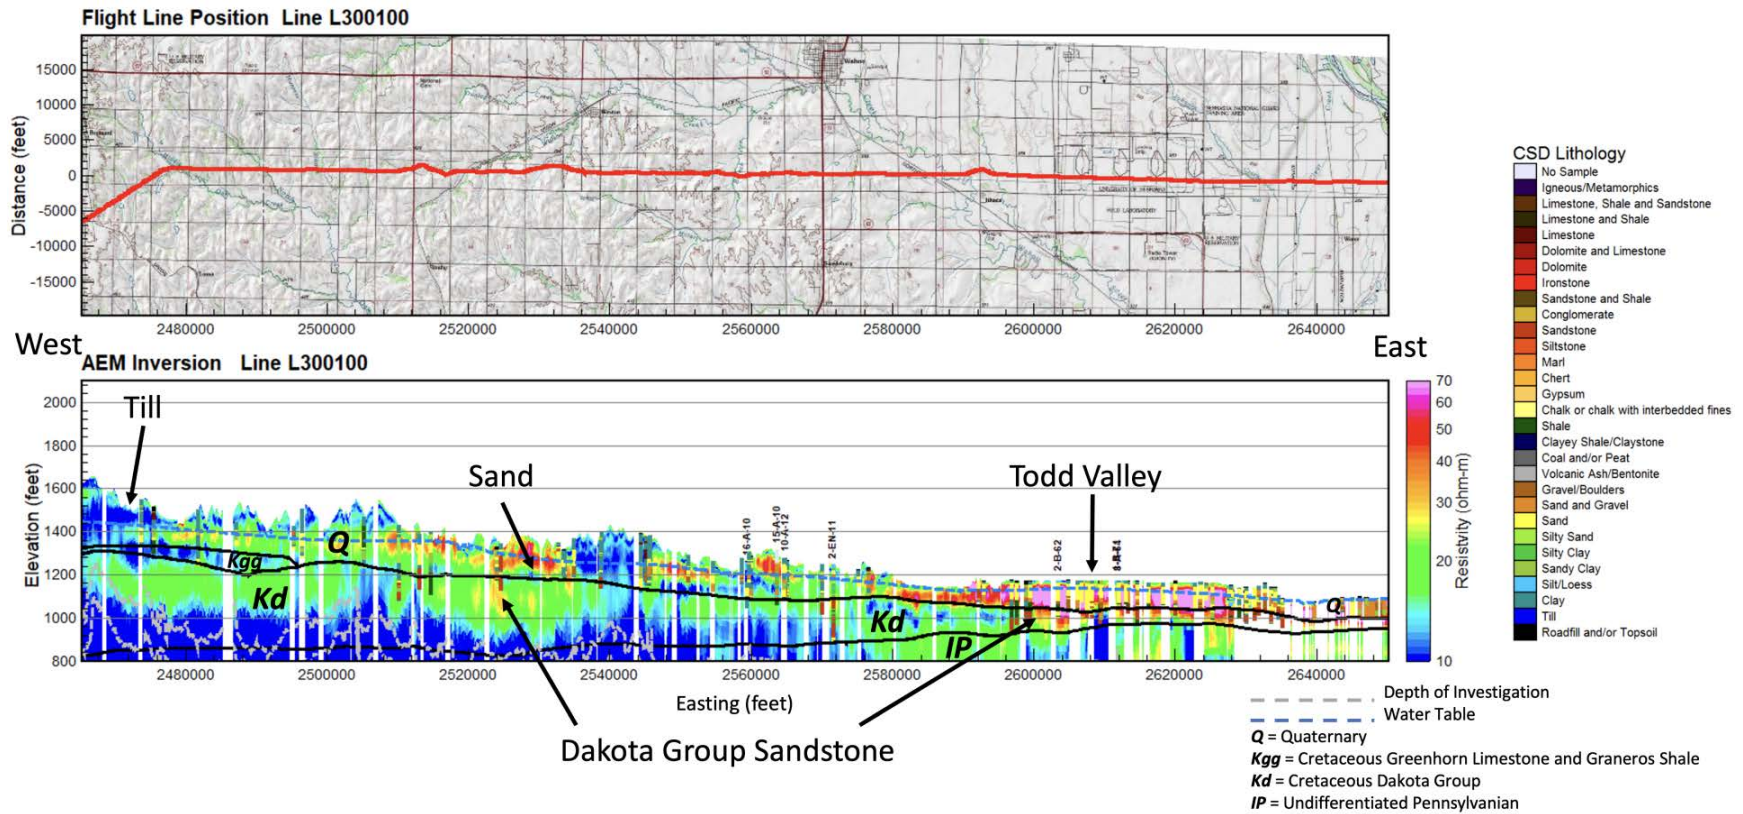 Flight Line Position Line L300100
Distance (feet)
15000
10000
5000
0
-5000
-10000
-15000
Wahoo
Ithaca
2480000 2500000 2520000 2540000 2560000 2580000 2600000 2620000 2640000
West
East
AEM Inversion Line L300100
Elevation (feet)
2000
1800
1600
1400
1200
1000
800
Till
Sand
Todd Valley
16-A-10
15-A-10
10-A-12
2-EN-11
2-B-62
Q
Kgg
Kd
Kd
IP
Q
2480000 2500000 2520000 2540000 2560000 2580000 2600000 2620000 2640000
Easting (feet)
Dakota Group Sandstone
70
60
50
40
30
20
10
Resistivity (ohm-m)
CSD Lithology
No Sample
Igneous/Metamorphics
Limestone, Shale and Sandstone
Limestone and Shale
Limestone
Dolomite and Limestone
Dolomite
Ironstone
Sandstone and Shale
Conglomerate
Sandstone
Siltstone
Marl
Chert
Gypsum
Chalk or chalk with interbedded fines
Shale
Clayey Shale/Claystone
Coal and/or Peat
Volcanic Ash/Bentonite
Gravel/Boulders
Sand and Gravel
Sand
Silty Sand
Silty Clay
Sandy Clay
Silt/Loess
Clay
Till
Roadfill and/or Topsoil
Depth of Investigation
Water Table
Q = Quaternary
Kgg = Cretaceous Greenhorn Limestone and Graneros Shale
Kd = Cretaceous Dakota Group
IP = Undifferentiated Pennsylvanian